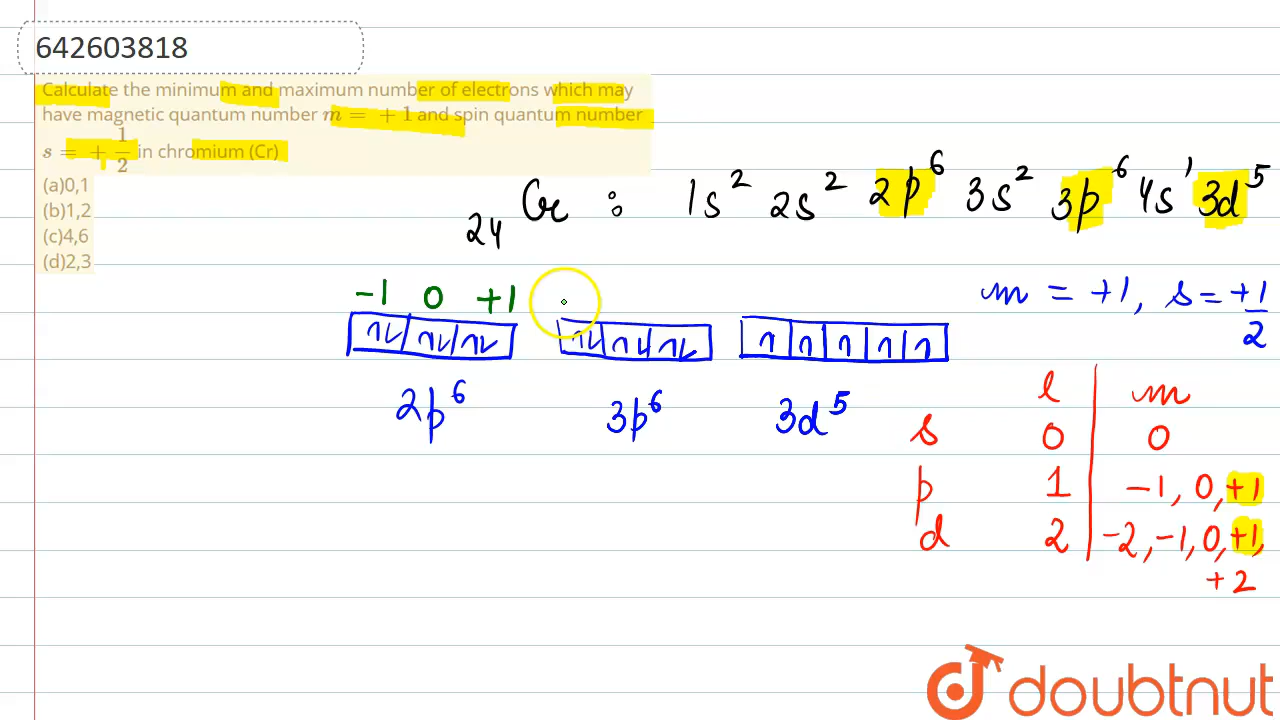 642603818
Calculate the minimum and maximum number of electrons which may
have magnetic quantum number m = +1 and spin quantum number
s = +1/2 in chromium (Cr)
(a)0,1
(b)1,2
(c)4,6
(d)2,3
24Cr : 1s² 2s² 2p⁶ 3s² 3p⁶ 4s¹ 3d⁵
-1 0 +1
m = +1, s = +1/2
2p⁶ 3p⁶ 3d⁵
l m
s 0 0
p 1 -1, 0, +1
d 2 -2, -1, 0, +1,
+2
doubtnut